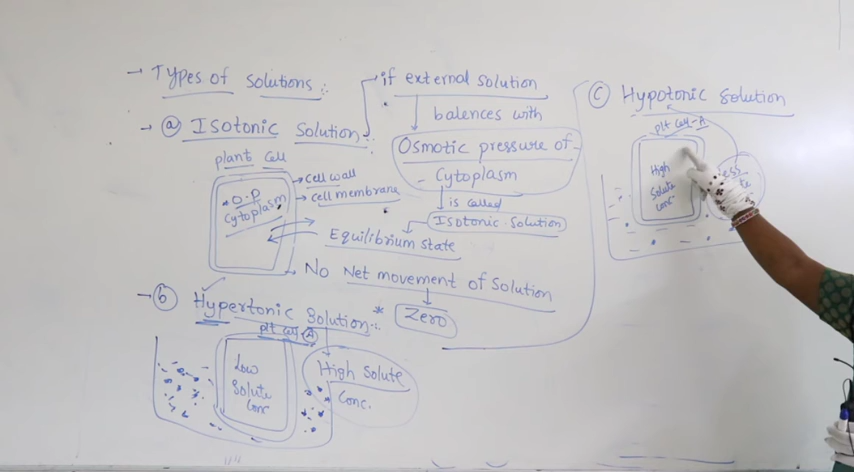 → Types of Solutions :.
→ ⓐ Isotonic Solution :
plant Cell
→ Cell wall
→ Cell membrane
O.P
Cytoplasm
Equilibrium state
→ No Net movement of Solution
Zero
if external Solution
balences with
Osmotic pressure of
Cytoplasm
is called
Isotonic Solution
→ ⓑ Hypertonic Solution :.
plt Cell - A
Low
Solute
Conc
High Solute
Conc.
ⓒ Hypotonic Solution
plt Cell - A
High
Solute
Conc